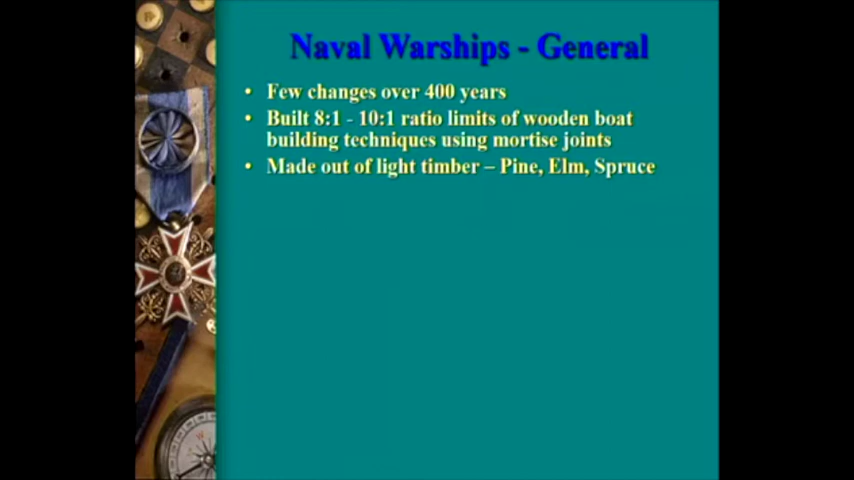 Naval Warships - General
• Few changes over 400 years
• Built 8:1 - 10:1 ratio limits of wooden boat
building techniques using mortise joints
• Made out of light timber – Pine, Elm, Spruce